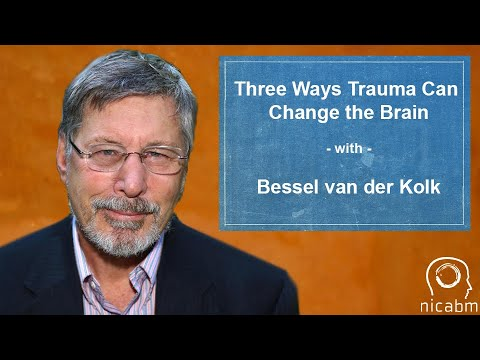 Three Ways Trauma Can
Change the Brain
- with -
Bessel van der Kolk
nicabm